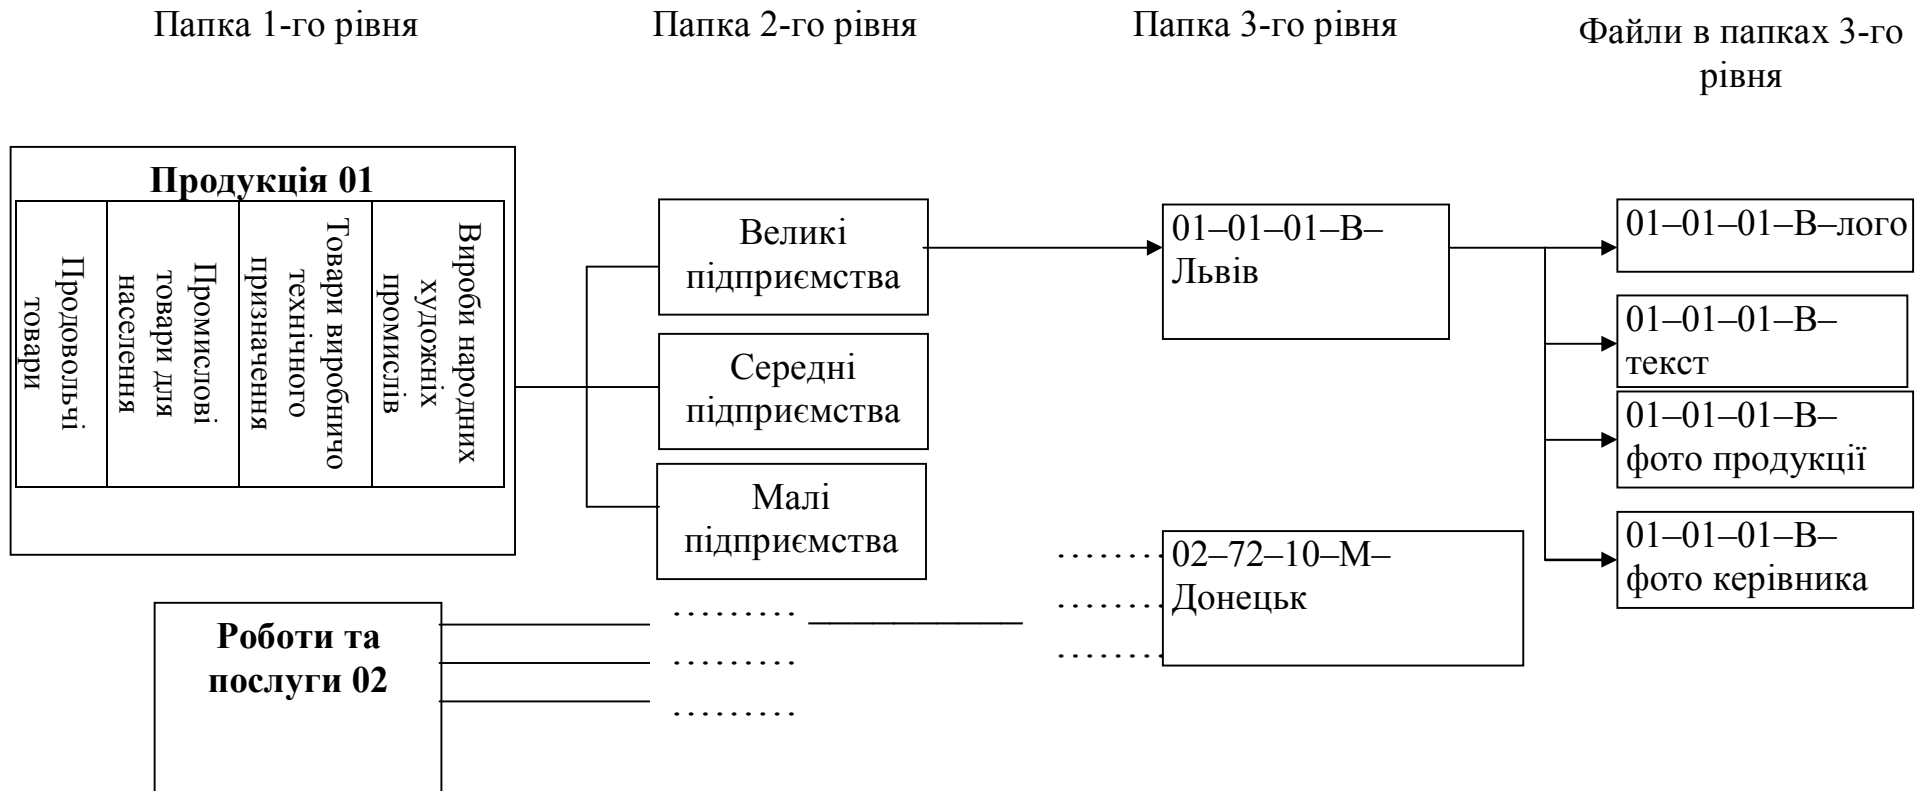 Папка 1-го рівня
Папка 2-го рівня
Папка 3-го рівня
Файли в папках 3-го
рівня
Продукція 01
Продовольчі
товари
Промислові
товари для
населення
Товари виробничо
технічного
призначення
Вироби народних
художніх
промислів
Великі
підприємства
Середні
підприємства
Малі
підприємства
01–01–01–В–
Львів
01–01–01–В–лого
01–01–01–В–
текст
01–01–01–В–
фото продукції
01–01–01–В–
фото керівника
Роботи та
послуги 02
………
………
………
……..
……..
……..
02–72–10–М–
Донецьк